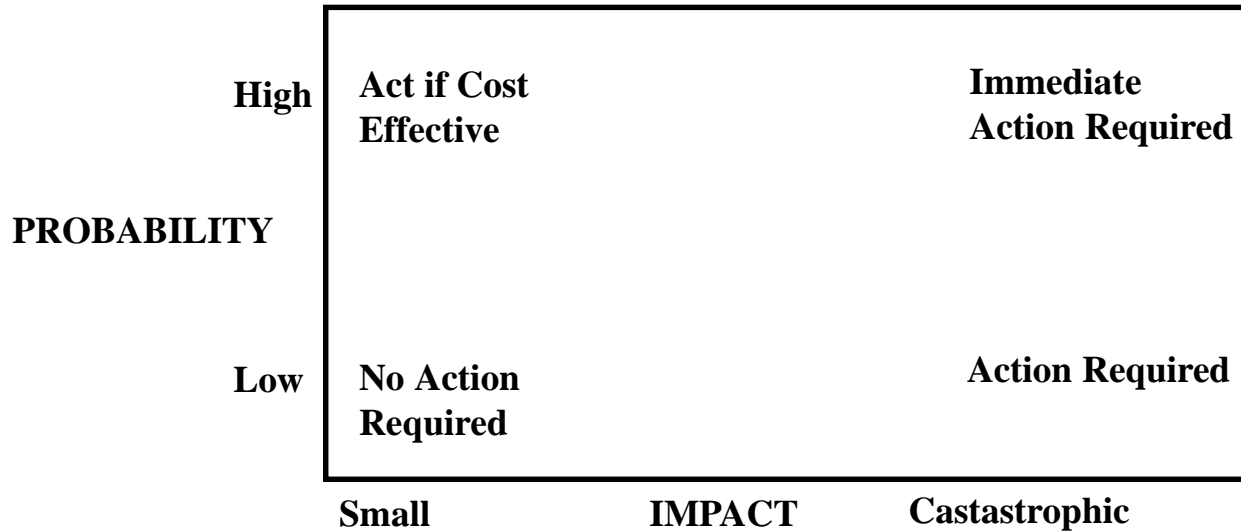 High
Act if Cost
Effective
Immediate
Action Required
PROBABILITY
Low
No Action
Required
Action Required
Small
IMPACT
Castastrophic